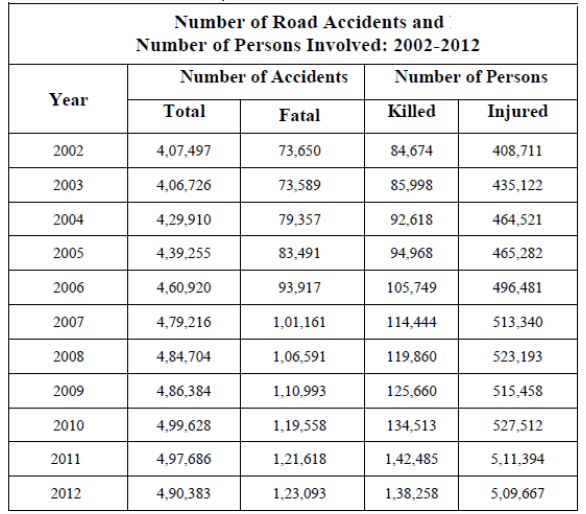 Number of Road Accidents and
Number of Persons Involved: 2002-2012
Year Number of Accidents Number of Persons
Total Fatal Killed Injured
2002 4,07,497 73,650 84,674 408,711
2003 4,06,726 73,589 85,998 435,122
2004 4,29,910 79,357 92,618 464,521
2005 4,39,255 83,491 94,968 465,282
2006 4,60,920 93,917 105,749 496,481
2007 4,79,216 1,01,161 114,444 513,340
2008 4,84,704 1,06,591 119,860 523,193
2009 4,86,384 1,10,993 125,660 515,458
2010 4,99,628 1,19,558 134,513 527,512
2011 4,97,686 1,21,618 1,42,485 5,11,394
2012 4,90,383 1,23,093 1,38,258 5,09,667